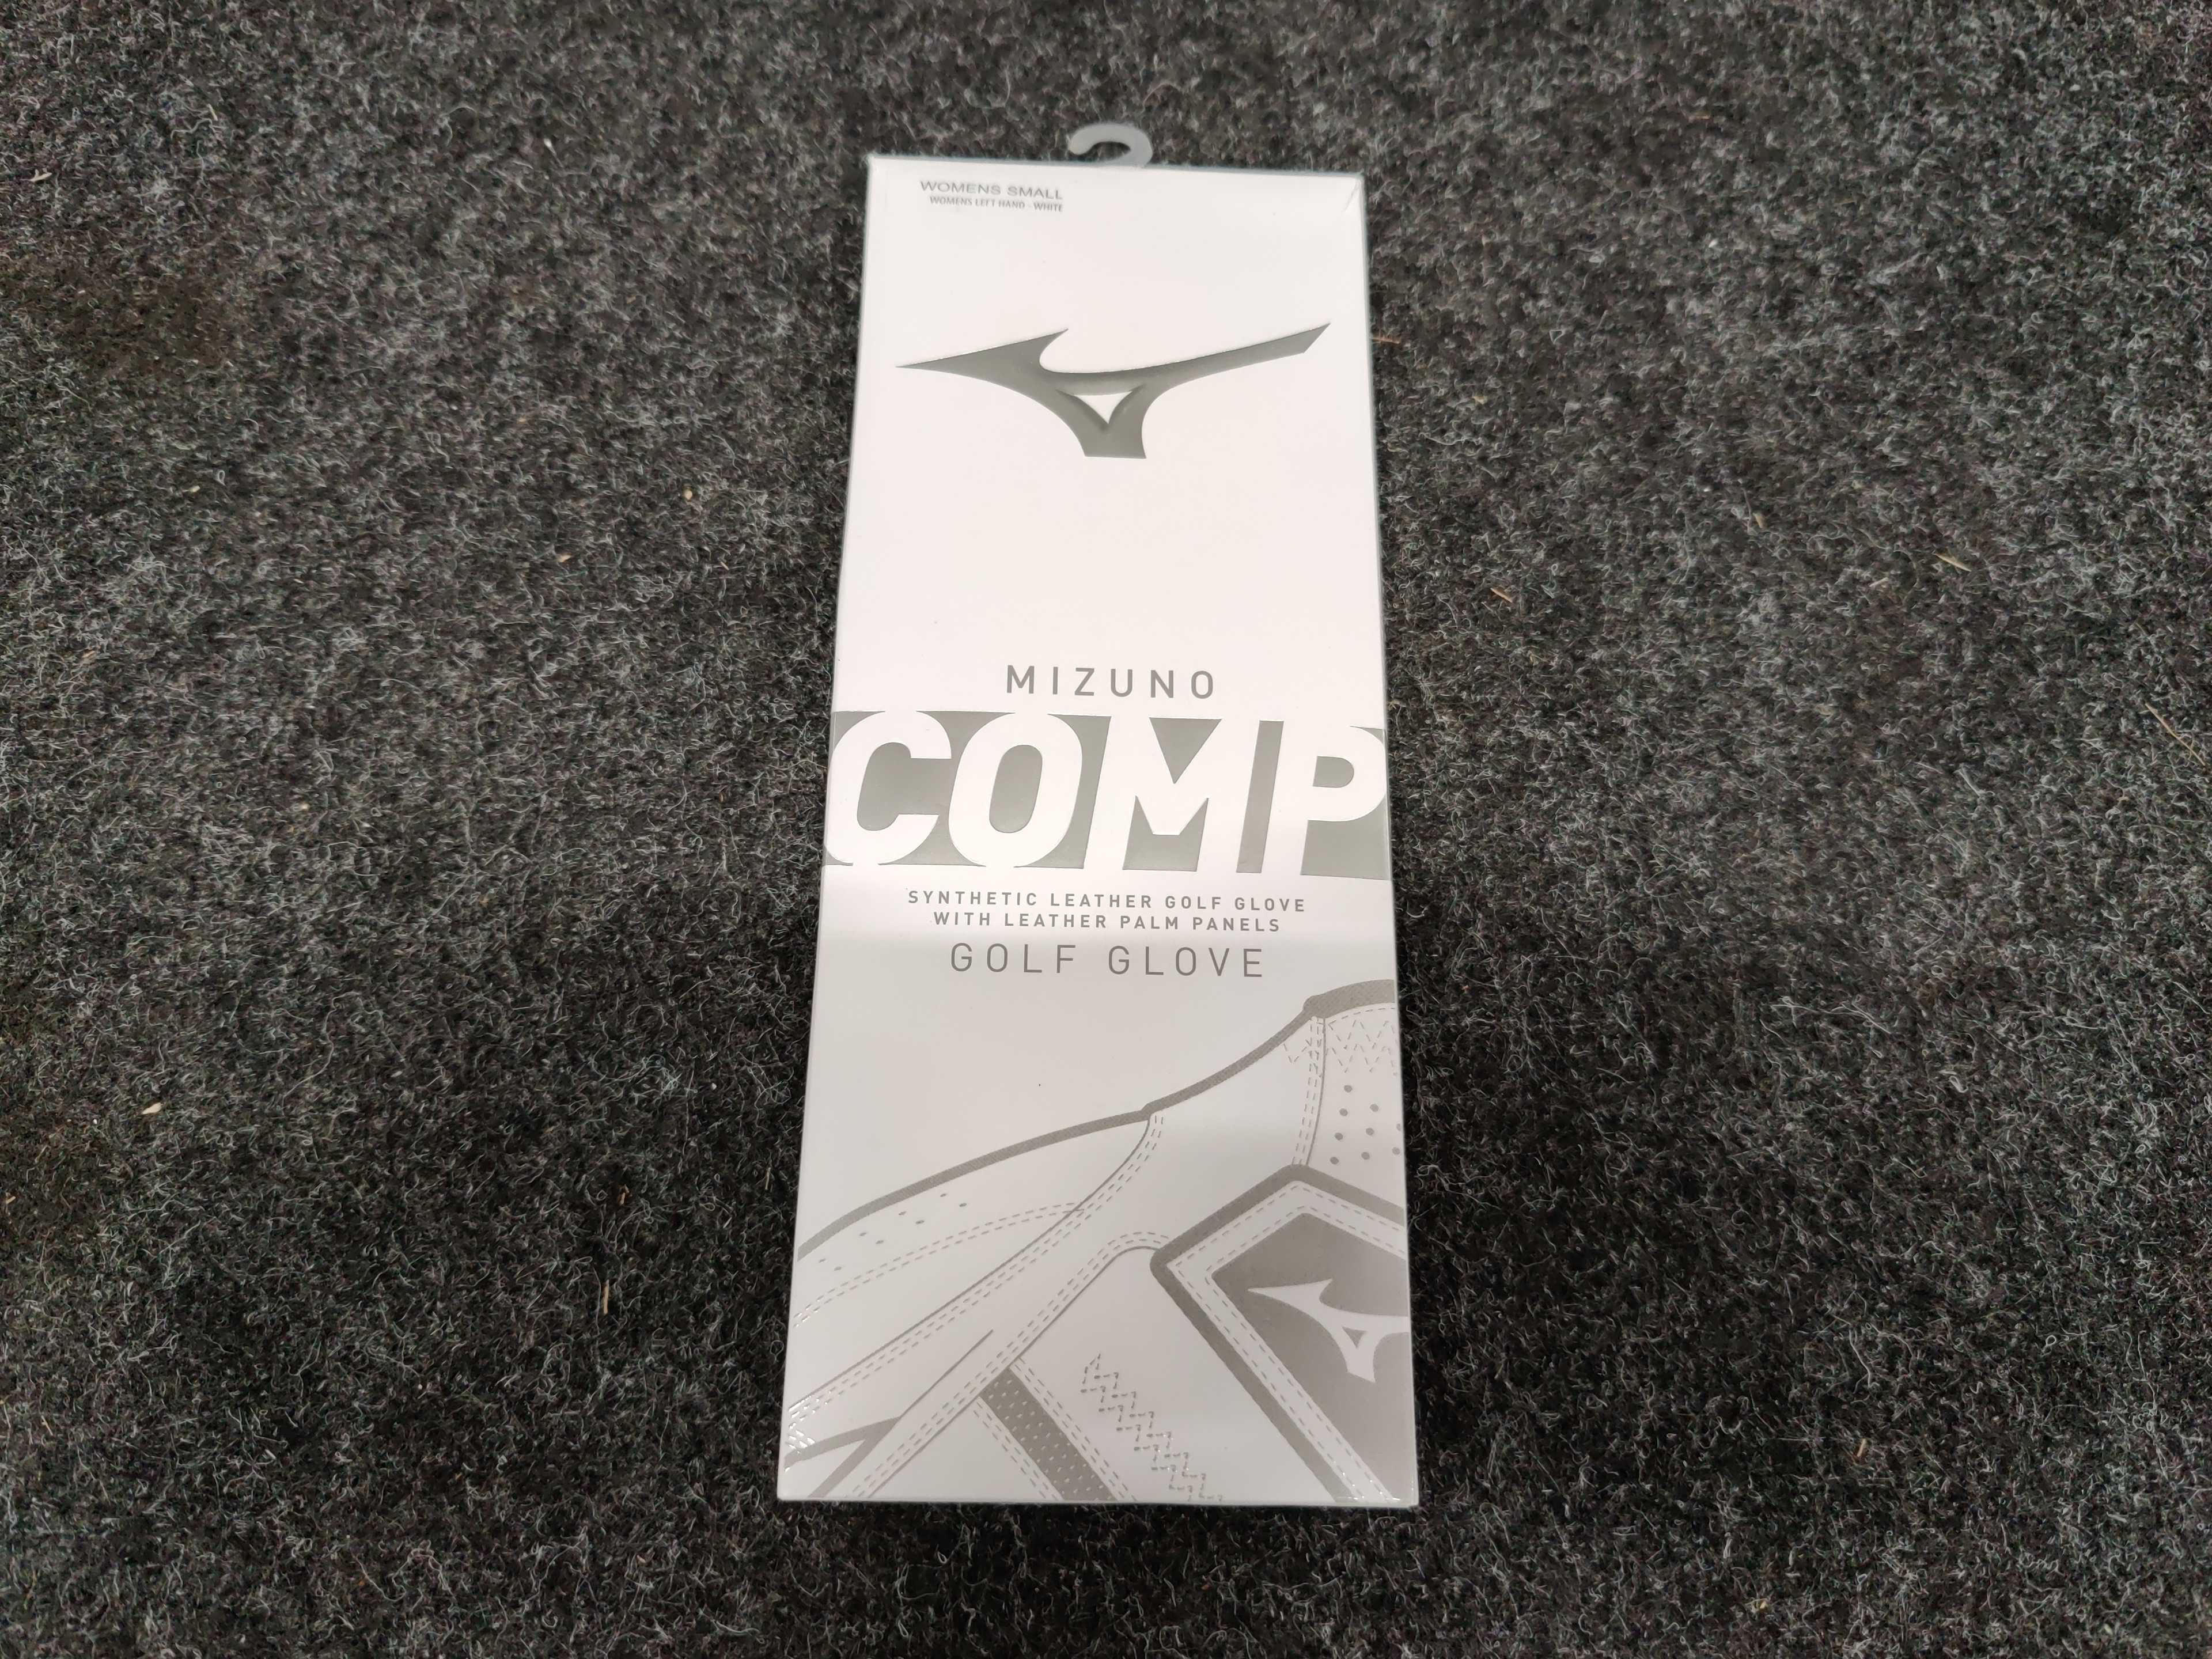 WOMENS SMALL
WOMENS LEFT HAND - WHITE
MIZUNO
COMP
SYNTHETIC LEATHER GOLF GLOVE
WITH LEATHER PALM PANELS
GOLF GLOVE